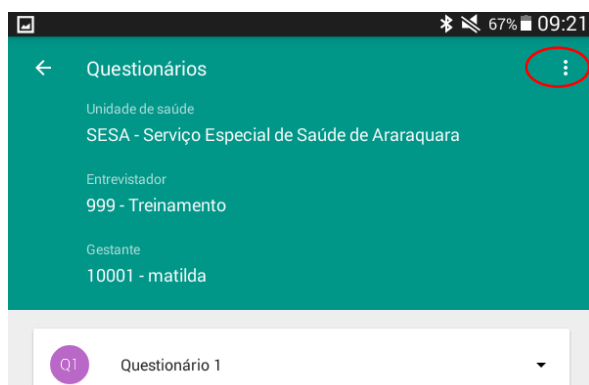 67% 09:21
Questionários
Unidade de saúde
SESA - Serviço Especial de Saúde de Araraquara
Entrevistador
999 - Treinamento
Gestante
10001 - matilda
Q1 Questionário 1